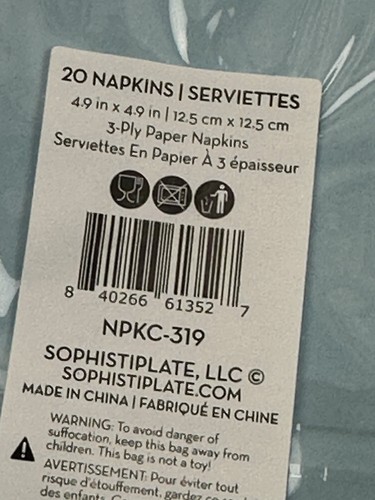 20 NAPKINS | SERVIETTES
4.9 in x 4.9 in | 12.5 cm x 12.5 cm
3-Ply Paper Napkins
Serviettes En Papier À 3 épaisseur
8 40266 61352 7
NPKC-319
SOPHISTIPLATE, LLC ©
SOPHISTIPLATE.COM
MADE IN CHINA | FABRIQUÉ EN CHINE
WARNING: To avoid danger of
suffocation, keep this bag away from
children. This bag is not a toy!
AVERTISSEMENT: Pour éviter tout
risque d'étouffement, gardez
des enfants.